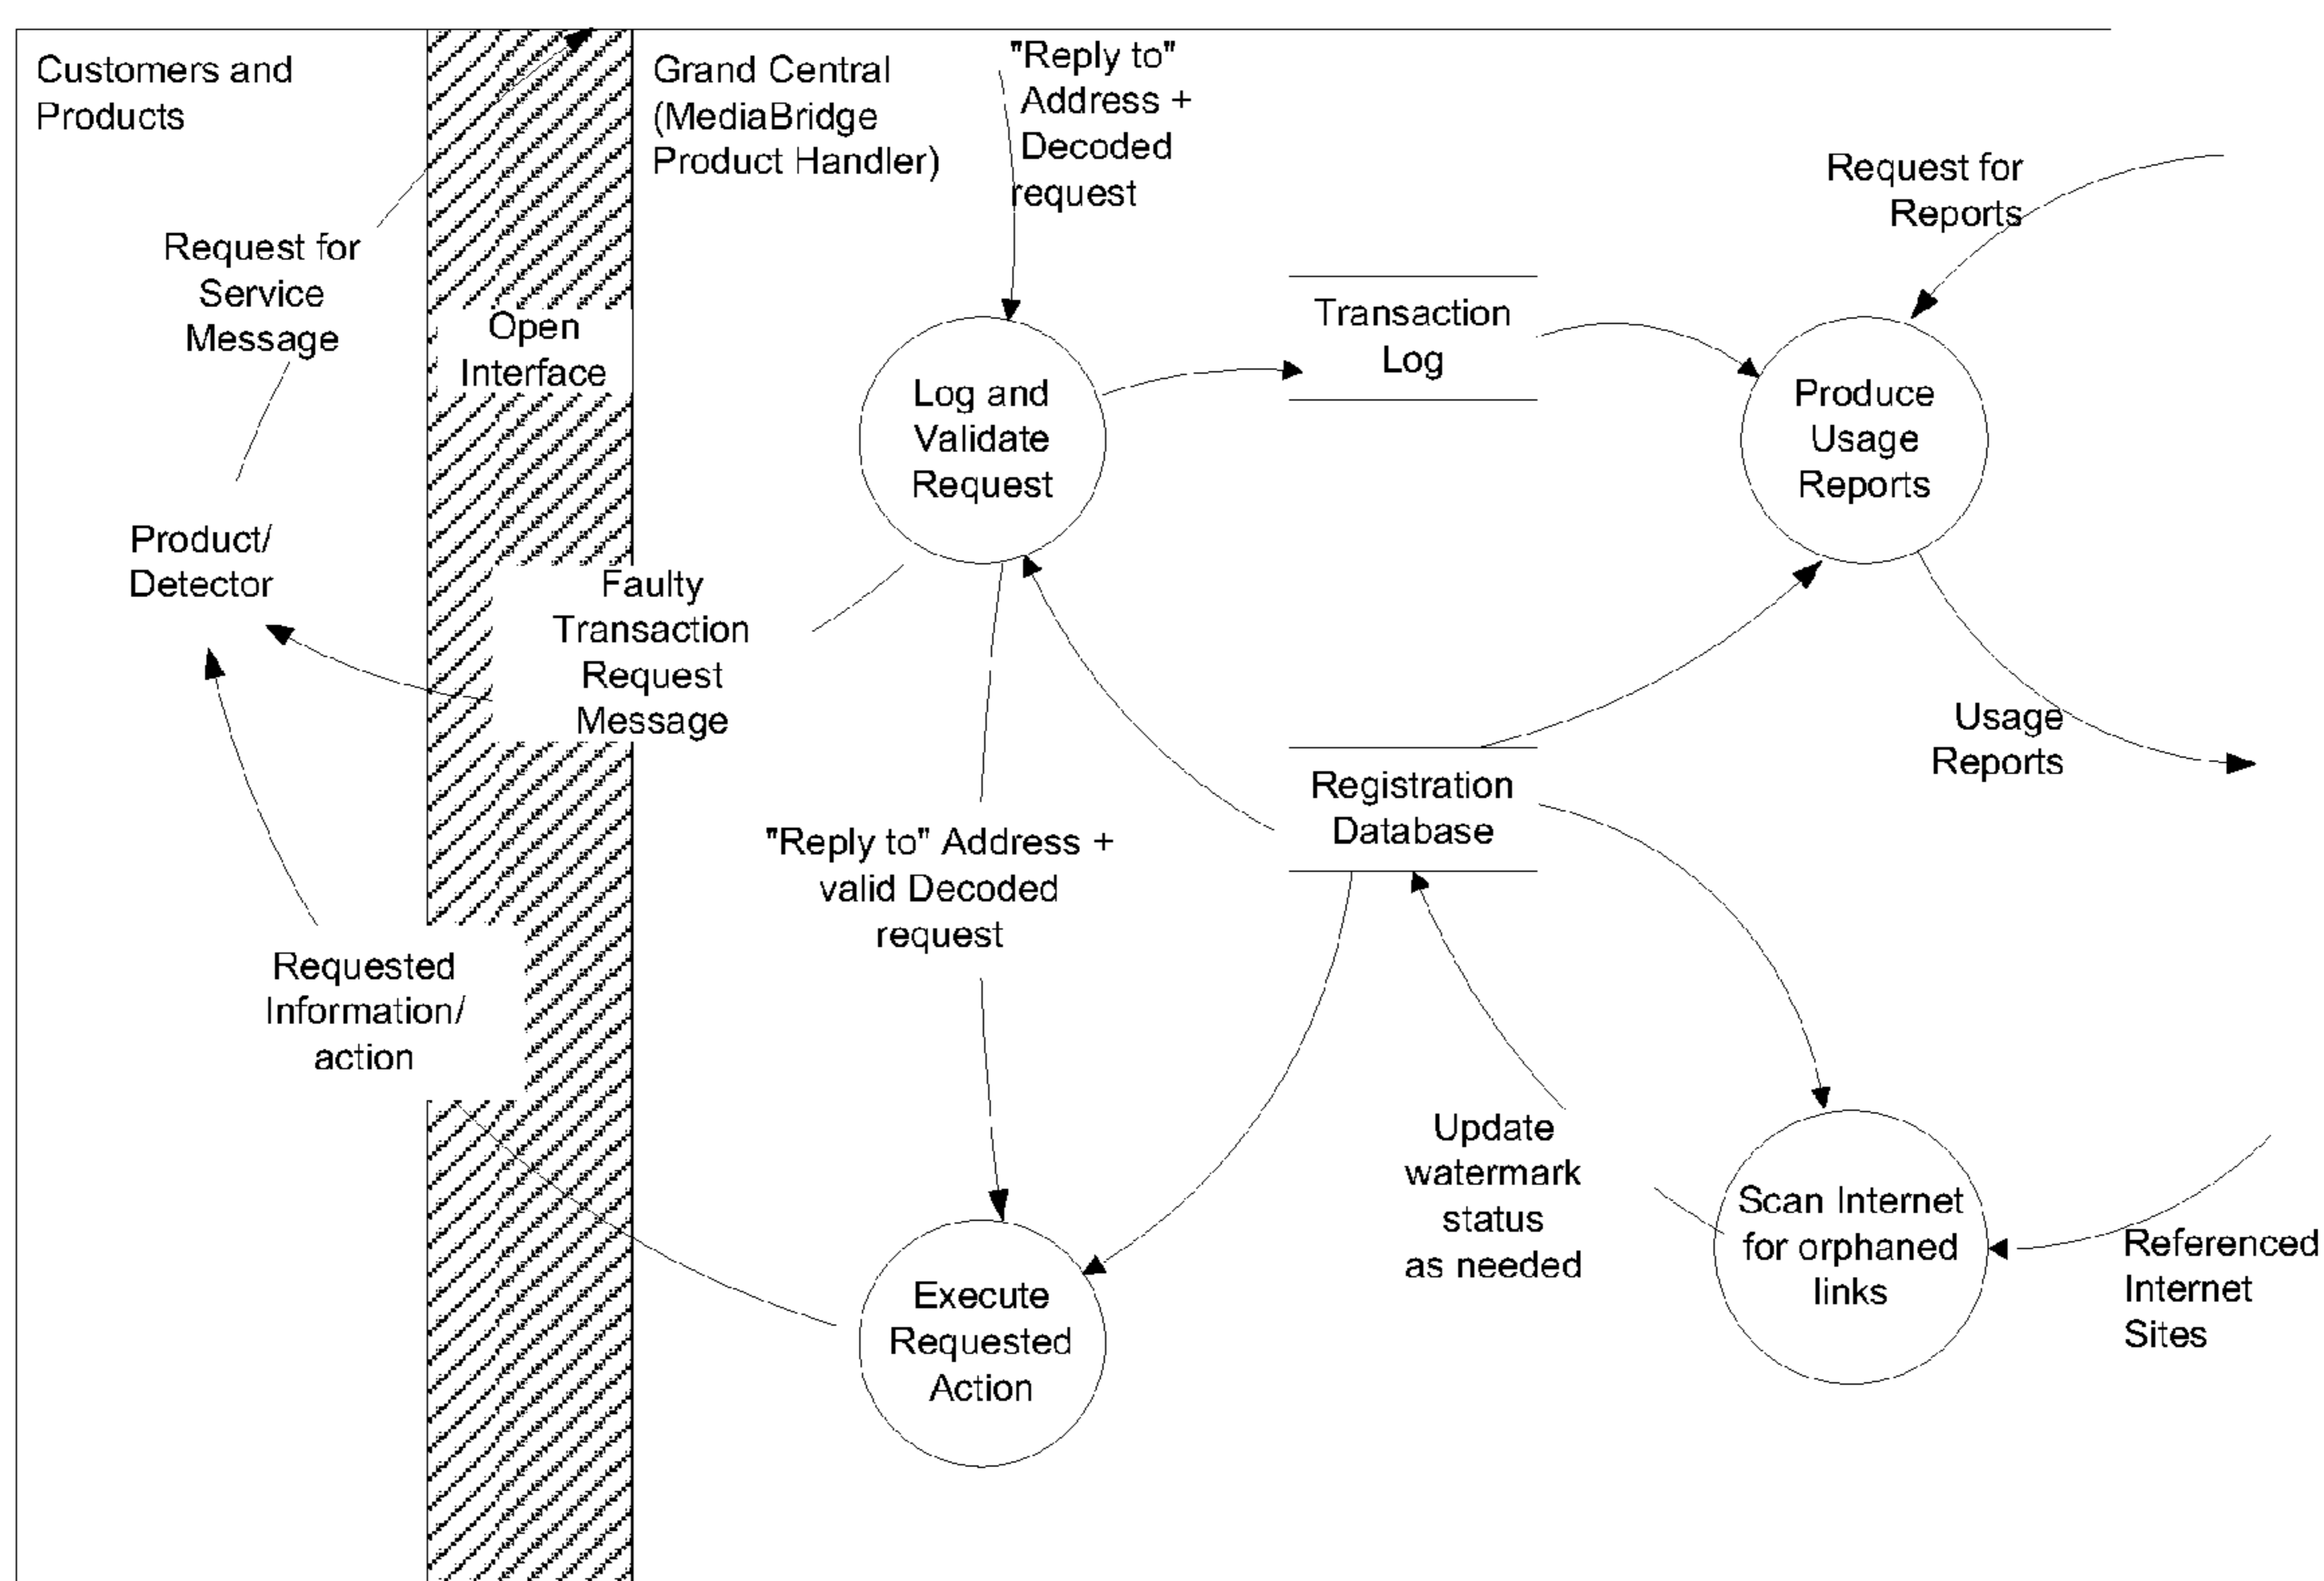 Customers and
Products
Grand Central
(MediaBridge
Product Handler)
"Reply to"
Address +
Decoded
request
Request for
Reports
Request for
Service
Message
Open
Interface
Transaction
Log
Log and
Validate
Request
Produce
Usage
Reports
Product/
Detector
Faulty
Transaction
Request
Message
Usage
Reports
Registration
Database
"Reply to" Address +
valid Decoded
request
Requested
Information/
action
Update
watermark
status
as needed
Scan Internet
for orphaned
links
Referenced
Internet
Sites
Execute
Requested
Action